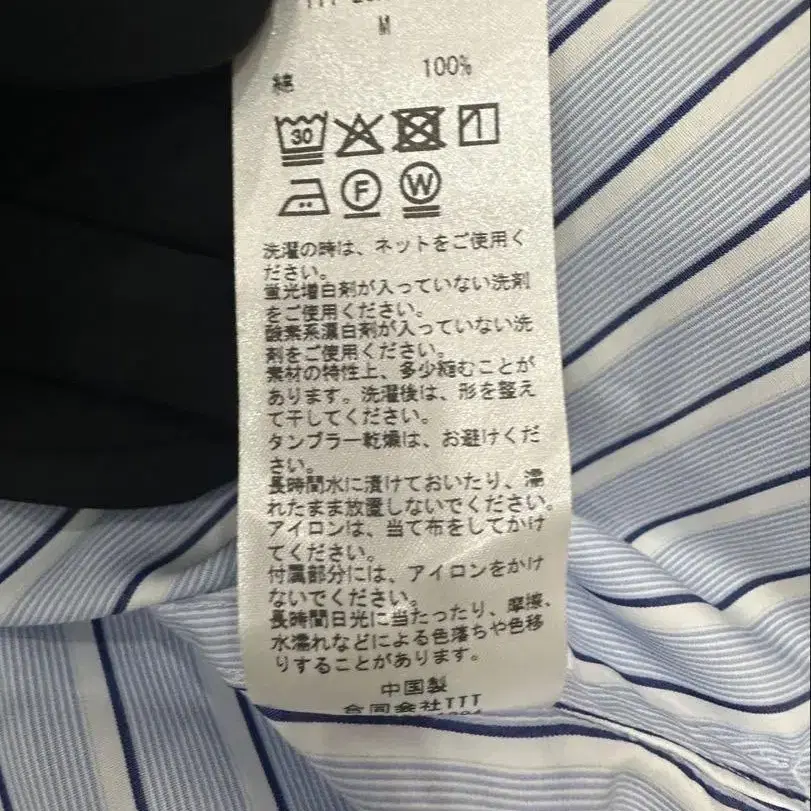 M
綿 100%
30
F
W
洗濯の時は、ネットをご使用く
ださい。
蛍光増白剤が入っていない洗剤
をご使用ください。
酸素系漂白剤が入っていない洗
剤をご使用ください。
素材の特性上、多少縮むことが
あります。洗濯後は、形を整え
て干してください。
タンブラー乾燥は、お避けくだ
さい。
長時間水に漬けておいたり、濡
れたまま放置しないでください。
アイロンは、当て布をしてかけ
てください。
付属部分には、アイロンをかけ
ないでください。
長時間日光に当たったり、摩擦、
水濡れなどによる色落ちや色移
りすることがあります。
中国製
合同会社TTT